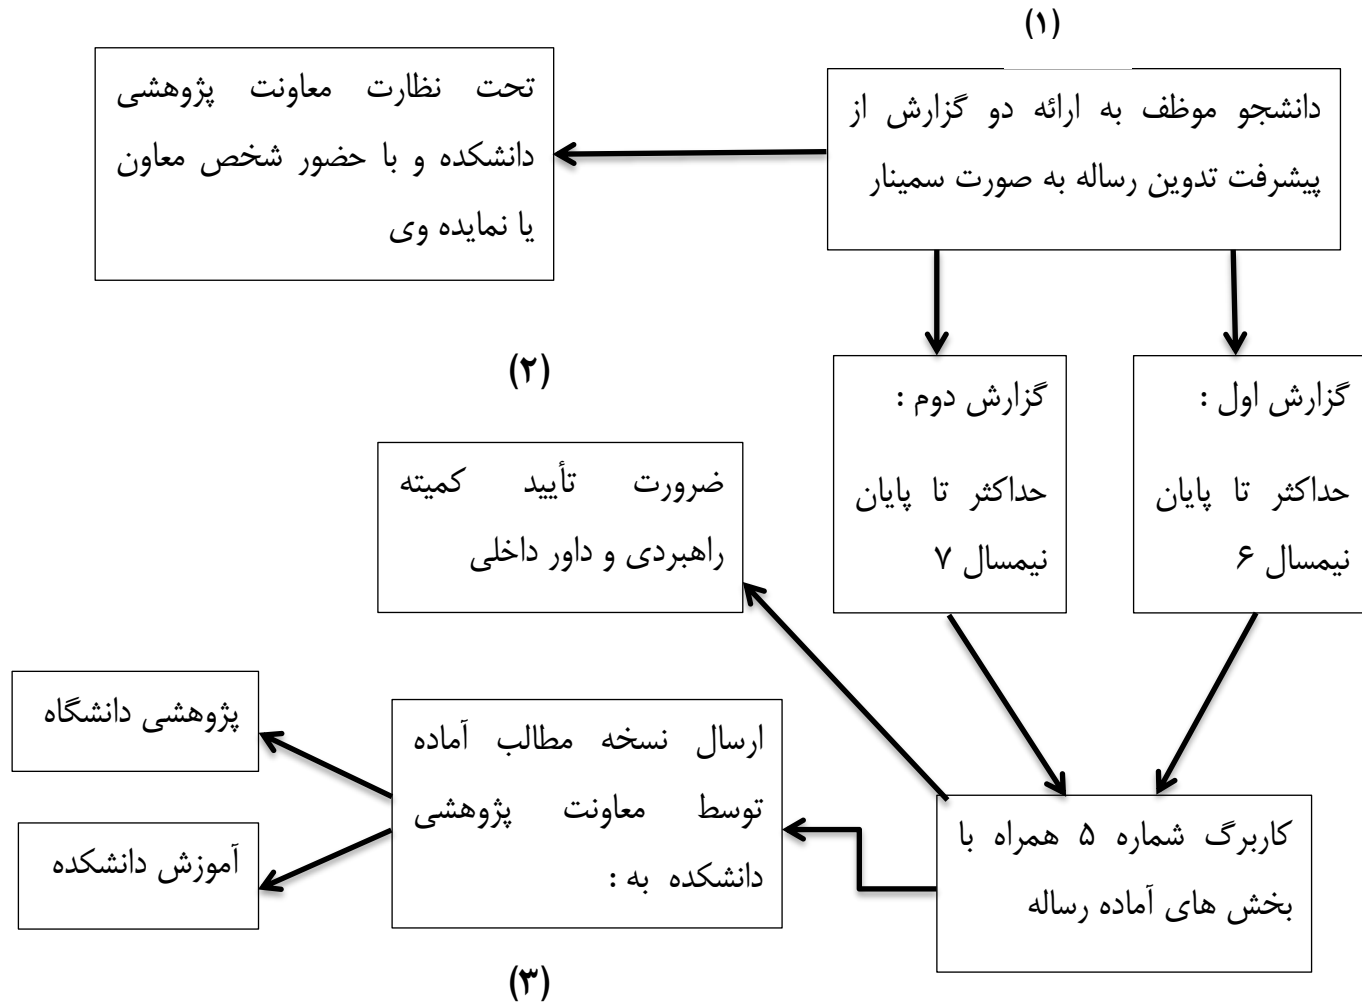 (۱)
دانشجو موظف به ارائه دو گزارش از
پیشرفت تدوین رساله به صورت سمینار
تحت نظارت معاونت پژوهشی
دانشکده و با حضور شخص معاون
یا نمایده وی
گزارش اول :
حداکثر تا پایان
نیمسال ۶
گزارش دوم :
حداکثر تا پایان
نیمسال ۷
(۲)
ضرورت تأیید کمیته
راهبردی و داور داخلی
کاربرگ شماره ۵ همراه با
بخش های آماده رساله
ارسال نسخه مطالب آماده
توسط معاونت پژوهشی
دانشکده به :
پژوهشی دانشگاه
آموزش دانشکده
(۳)